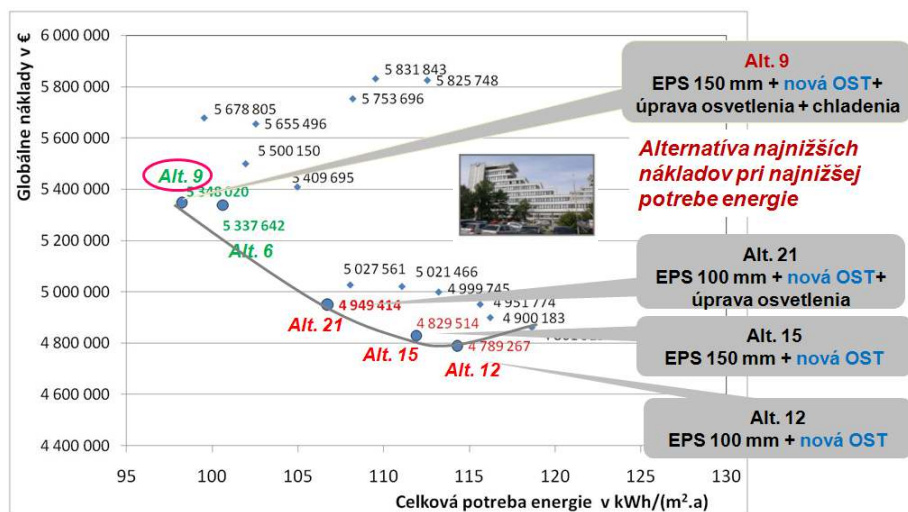 6 000 000
5 800 000
5 600 000
5 400 000
5 200 000
5 000 000
4 800 000
4 600 000
4 400 000
Globálne náklady v €
95
100
105
110
115
120
125
130
Celková potreba energie v kWh/(m².a)
5 831 843
5 825 748
5 753 696
5 678 805
5 655 496
5 500 150
5 409 695
Alt. 9
5 348 020
5 337 642
Alt. 6
5 027 561
5 021 466
4 999 745
4 951 774
4 949 414
4 900 183
Alt. 21
4 829 514
Alt. 15
4 789 267
Alt. 12
Alt. 9
EPS 150 mm + nová OST+
úprava osvetlenia + chladenia
Alternatíva najnižších
nákladov pri najnižšej
potrebe energie
Alt. 21
EPS 100 mm + nová OST+
úprava osvetlenia
Alt. 15
EPS 150 mm + nová OST
Alt. 12
EPS 100 mm + nová OST